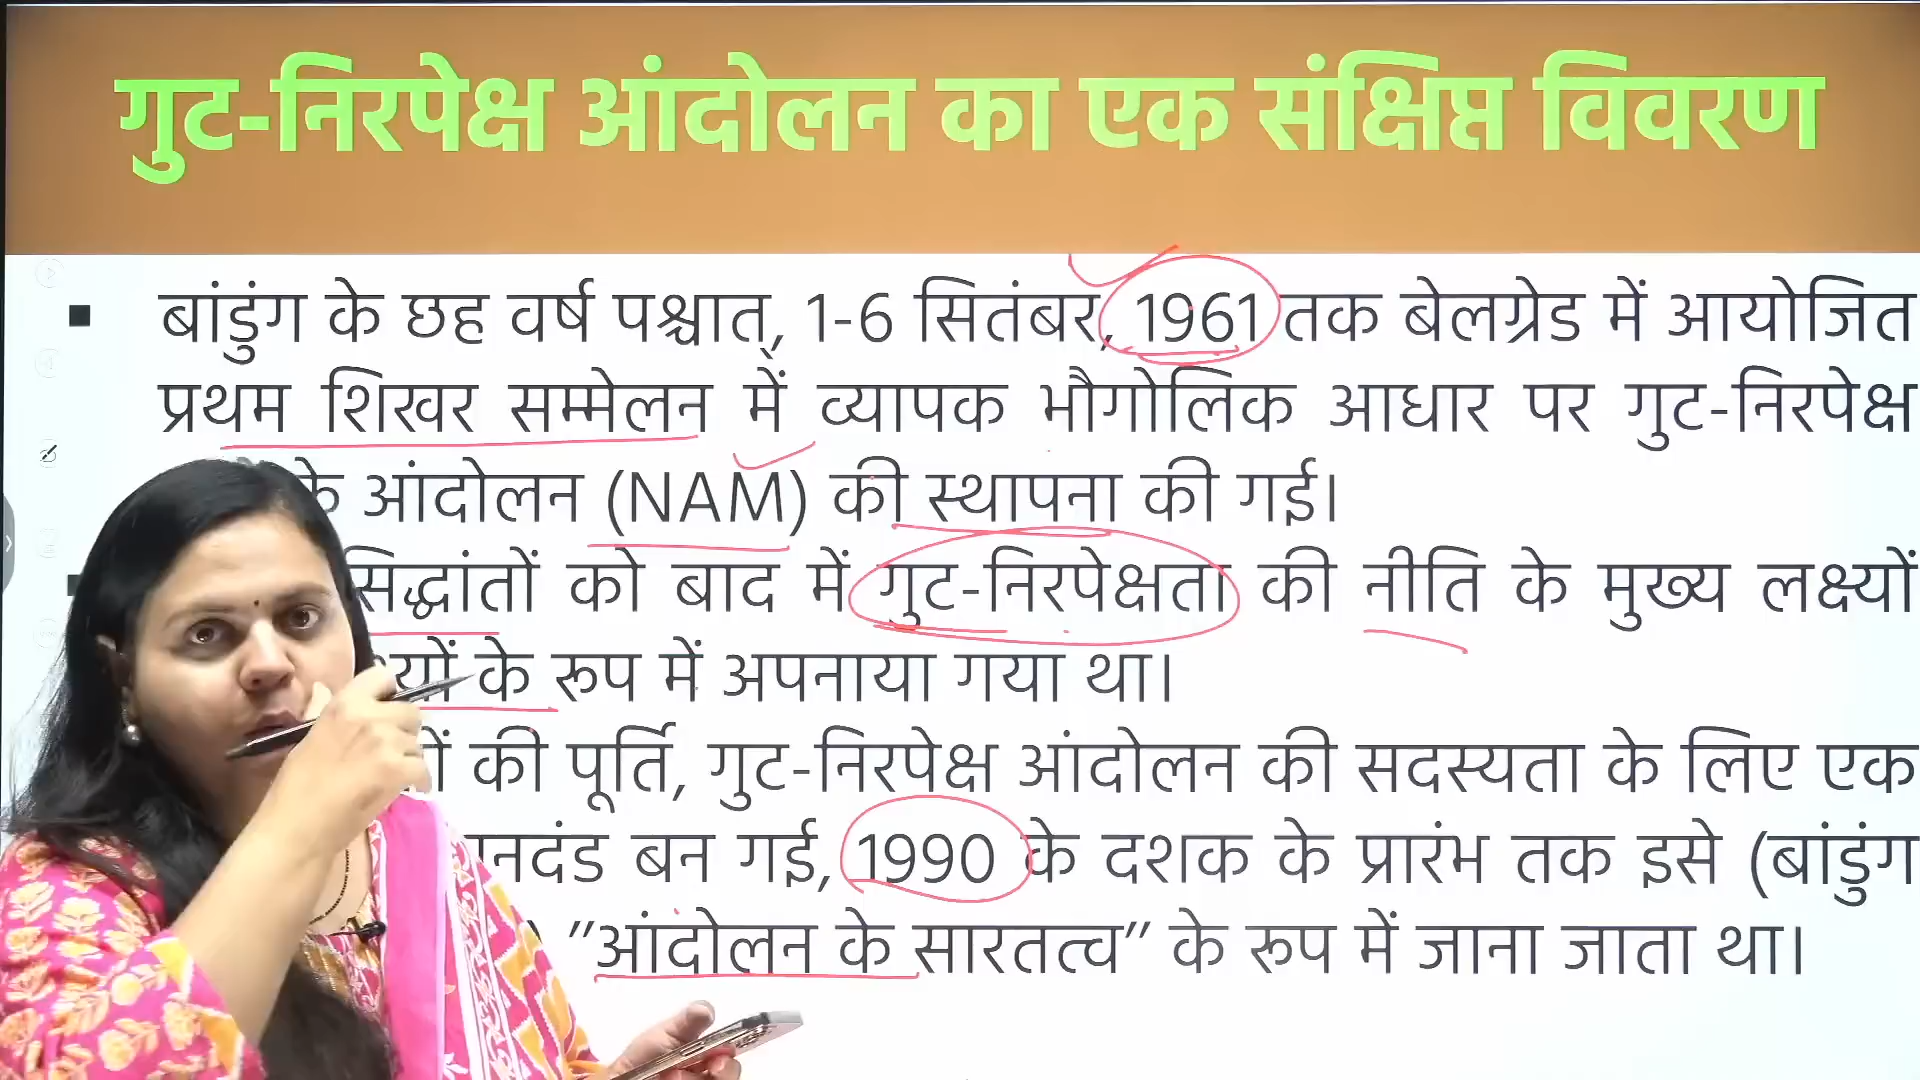 गुट-निरपेक्ष आंदोलन का एक संक्षिप्त विवरण
बांडुंग के छह वर्ष पश्चात्, 1-6 सितंबर, 1961 तक बेलग्रेड में आयोजित
प्रथम शिखर सम्मेलन में व्यापक भौगोलिक आधार पर गुट-निरपेक्ष
के आंदोलन (NAM) की स्थापना की गई।
सिद्धांतों को बाद में गुट-निरपेक्षता की नीति के मुख्य लक्ष्यों
के रूप में अपनाया गया था।
की पूर्ति, गुट-निरपेक्ष आंदोलन की सदस्यता के लिए एक
बन गई, 1990 के दशक के प्रारंभ तक इसे (बांडुंग
"आंदोलन के सारतत्व" के रूप में जाना जाता था।